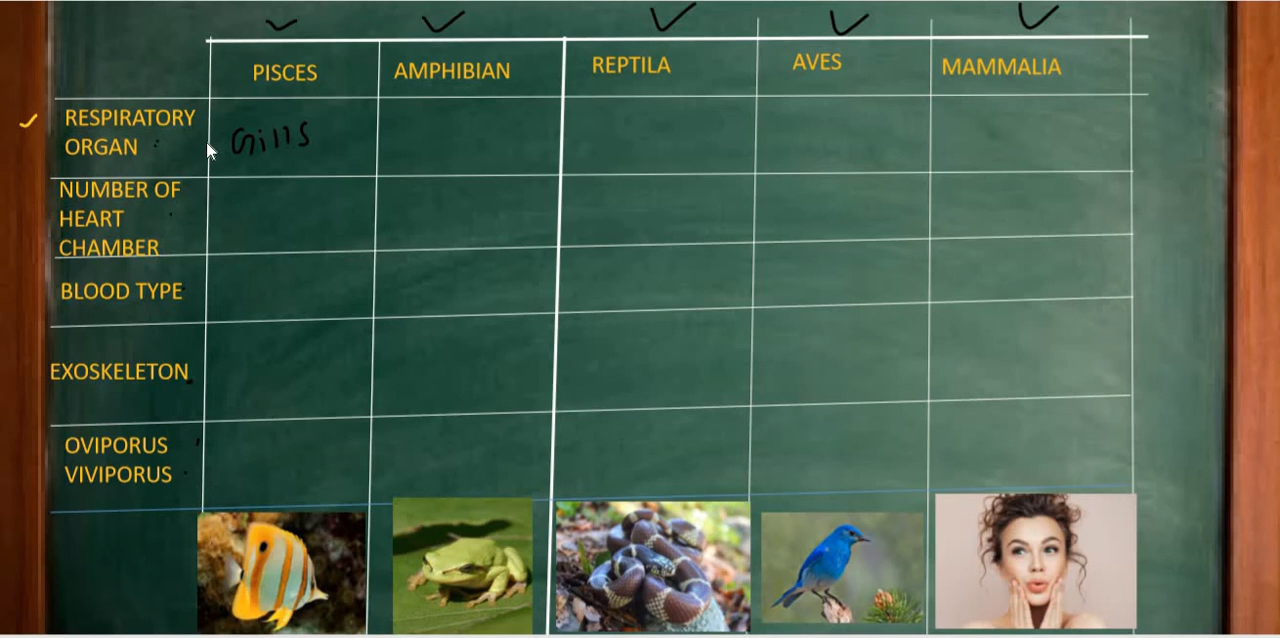 PISCES
AMPHIBIAN
REPTILA
AVES
MAMMALIA
RESPIRATORY
ORGAN
Gills
NUMBER OF
HEART
CHAMBER
BLOOD TYPE
EXOSKELETON
OVIPORUS
VIVIPORUS